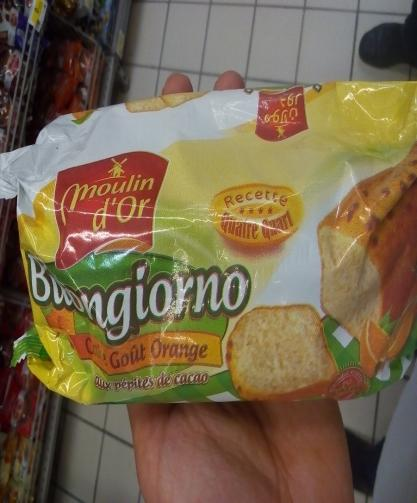 moulin
d'Or
Recette
Quatre Quart
Buongiorno
Goût Orange
aux pépites de cacao